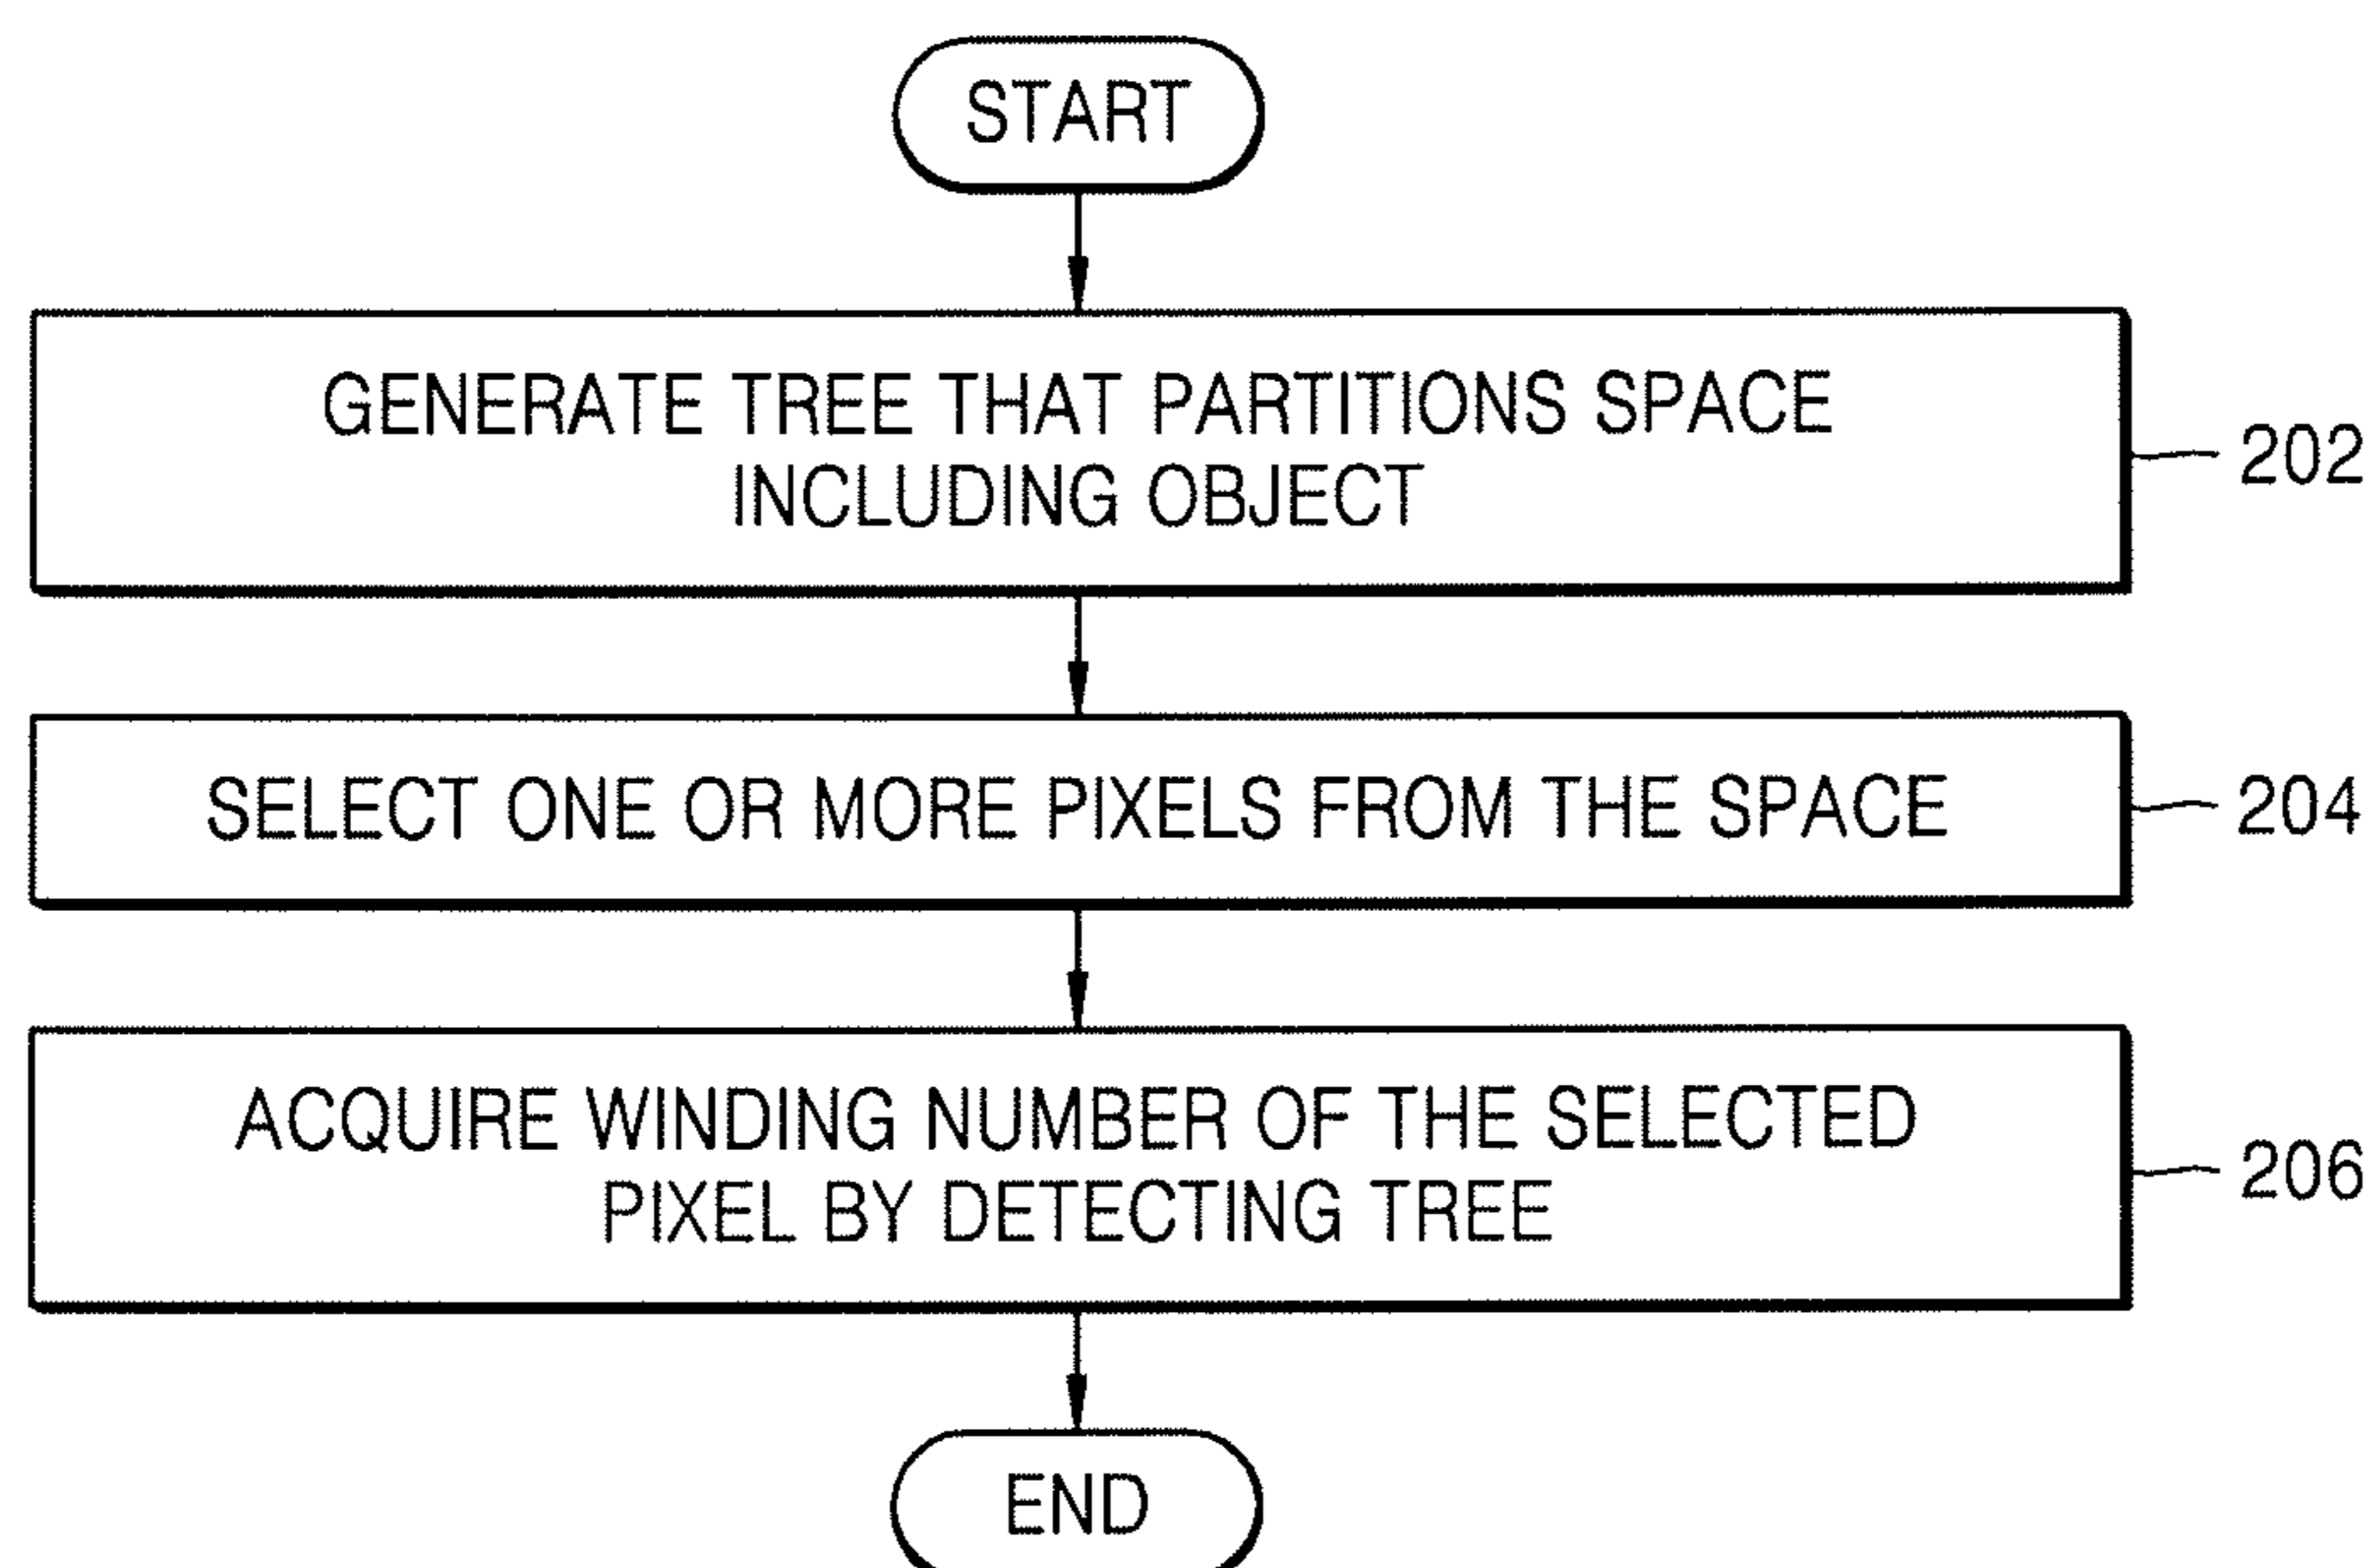 START
GENERATE TREE THAT PARTITIONS SPACE
INCLUDING OBJECT
202
SELECT ONE OR MORE PIXELS FROM THE SPACE
204
ACQUIRE WINDING NUMBER OF THE SELECTED
PIXEL BY DETECTING TREE
206
END